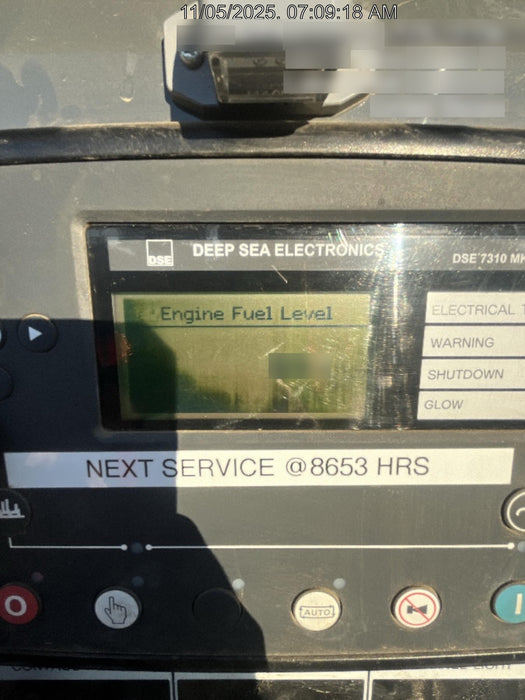 11/05/2025. 07:09:18 AM
DSE
DEEP SEA ELECTRONICS
DSE 7310
Engine Fuel Level
ELECTRICAL
WARNING
SHUTDOWN
GLOW
NEXT SERVICE @8653 HRS
AUTO